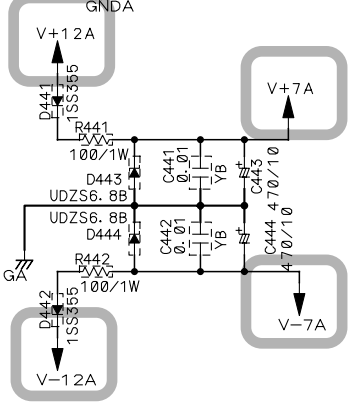 GNDA
V+12A
D441
1SS355
V+7A
R441
100/1W
D443
C441
0.01
YB
C443
470/10
UDZS6.8B
UDZS6.8B
D444
C442
0.01
YB
C444
470/10
GA
R442
100/1W
D442
1SS355
V-7A
V-12A